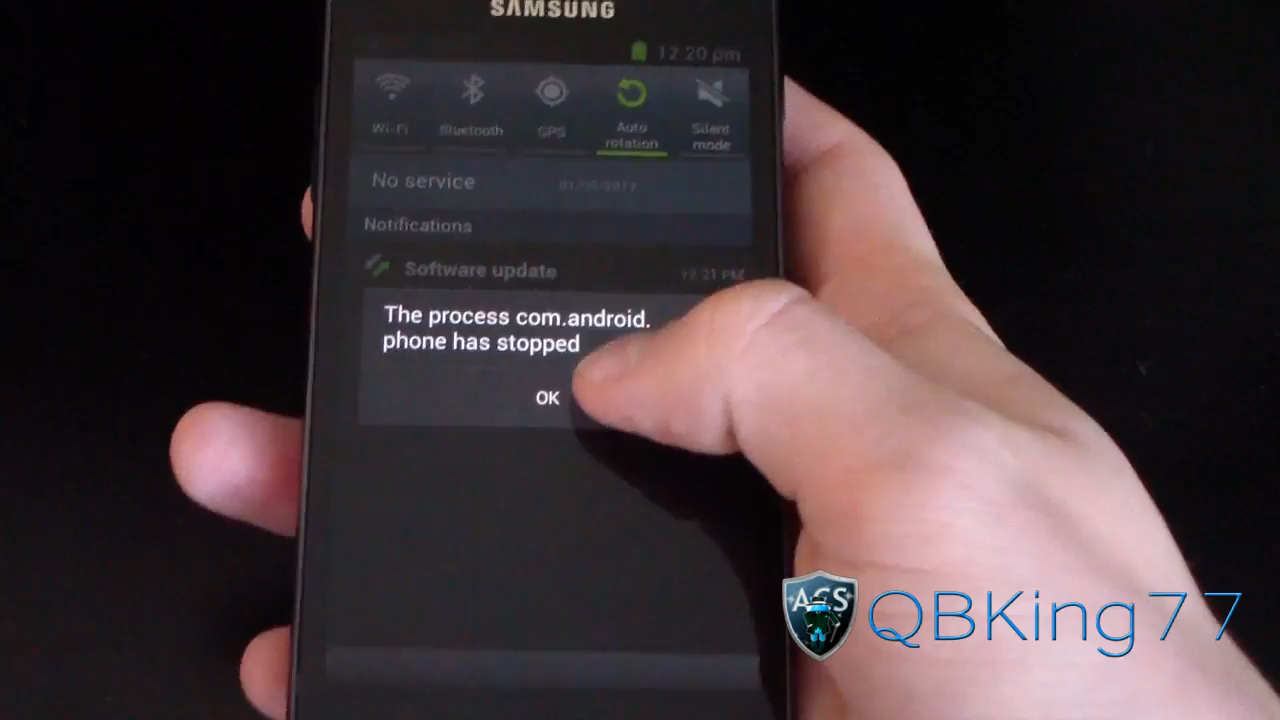 SAMSUNG
12:20 pm
Wi-Fi
Bluetooth
GPS
Auto
rotation
Silent
mode
No service
Notifications
Software update
12:21 PM
The process com.android.
phone has stopped
OK
ACS
QBKing77